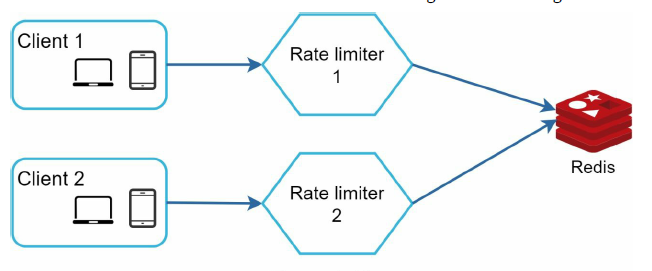 Client 1
Rate limiter
1
Redis
Client 2
Rate limiter
2